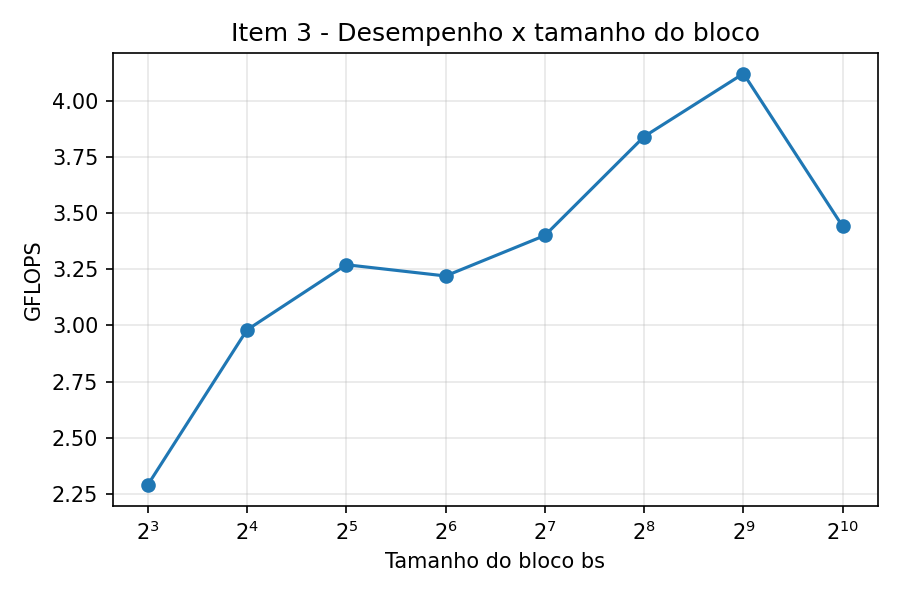 Item 3 - Desempenho x tamanho do bloco
GFLOPS
4.00
3.75
3.50
3.25
3.00
2.75
2.50
2.25
2³ 2⁴ 2⁵ 2⁶ 2⁷ 2⁸ 2⁹ 2¹⁰
Tamanho do bloco bs